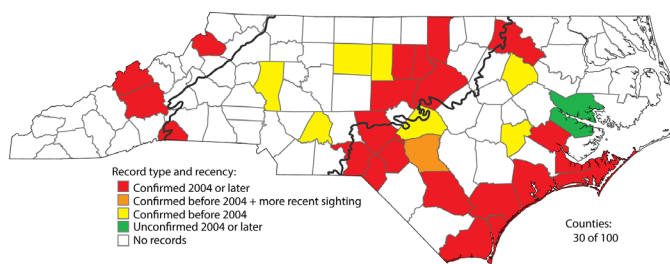 Record type and recency:
Confirmed 2004 or later
Confirmed before 2004 + more recent sighting
Confirmed before 2004
Unconfirmed 2004 or later
No records
Counties:
30 of 100